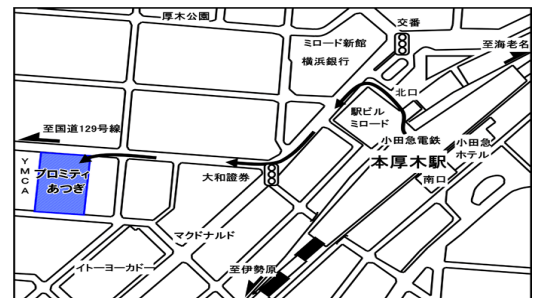 厚木公園
交番
ミロード新館
横浜銀行
至海老名
北口
駅ビル
ミロード
至国道129号線
小田急電鉄
小田急
ホテル
本厚木駅
南口
YMCA
プロミティ
あつぎ
大和證券
マクドナルド
イトーヨーカドー
至伊勢原